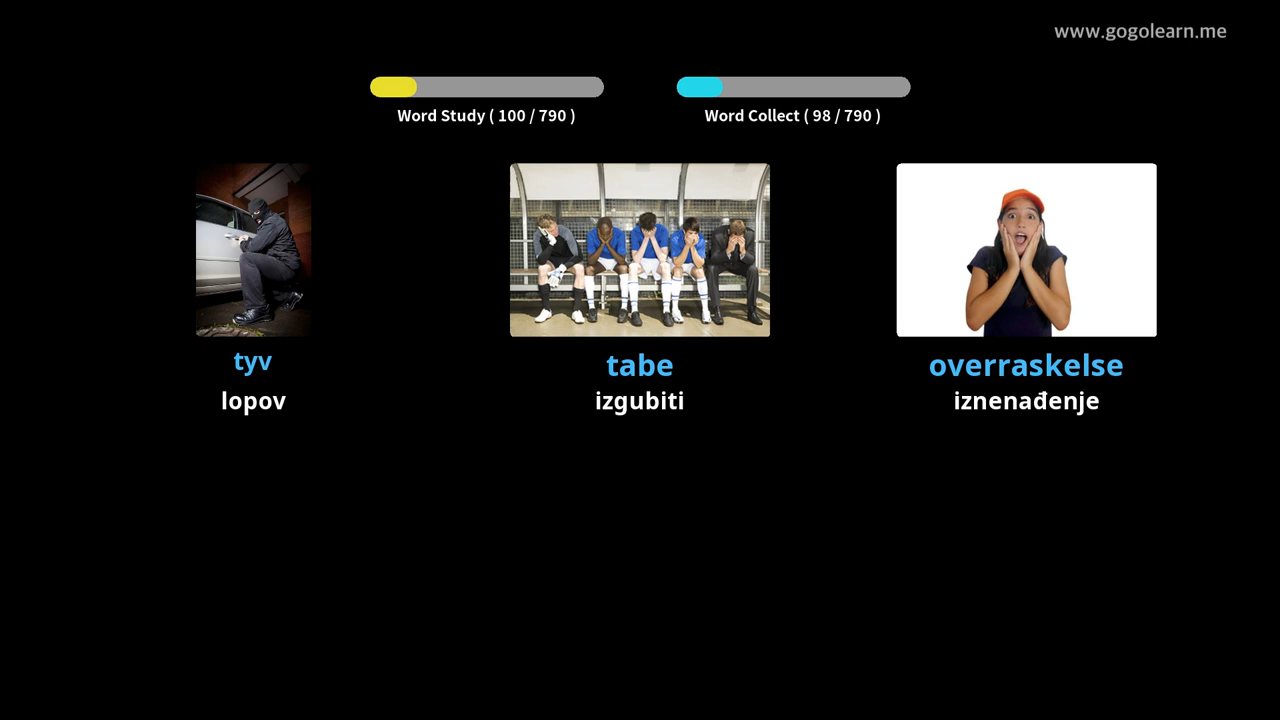 www.gogolearn.me
Word Study ( 100 / 790 )
Word Collect ( 98 / 790 )
tyv
lopov
tabe
izgubiti
overraskelse
iznenađenje